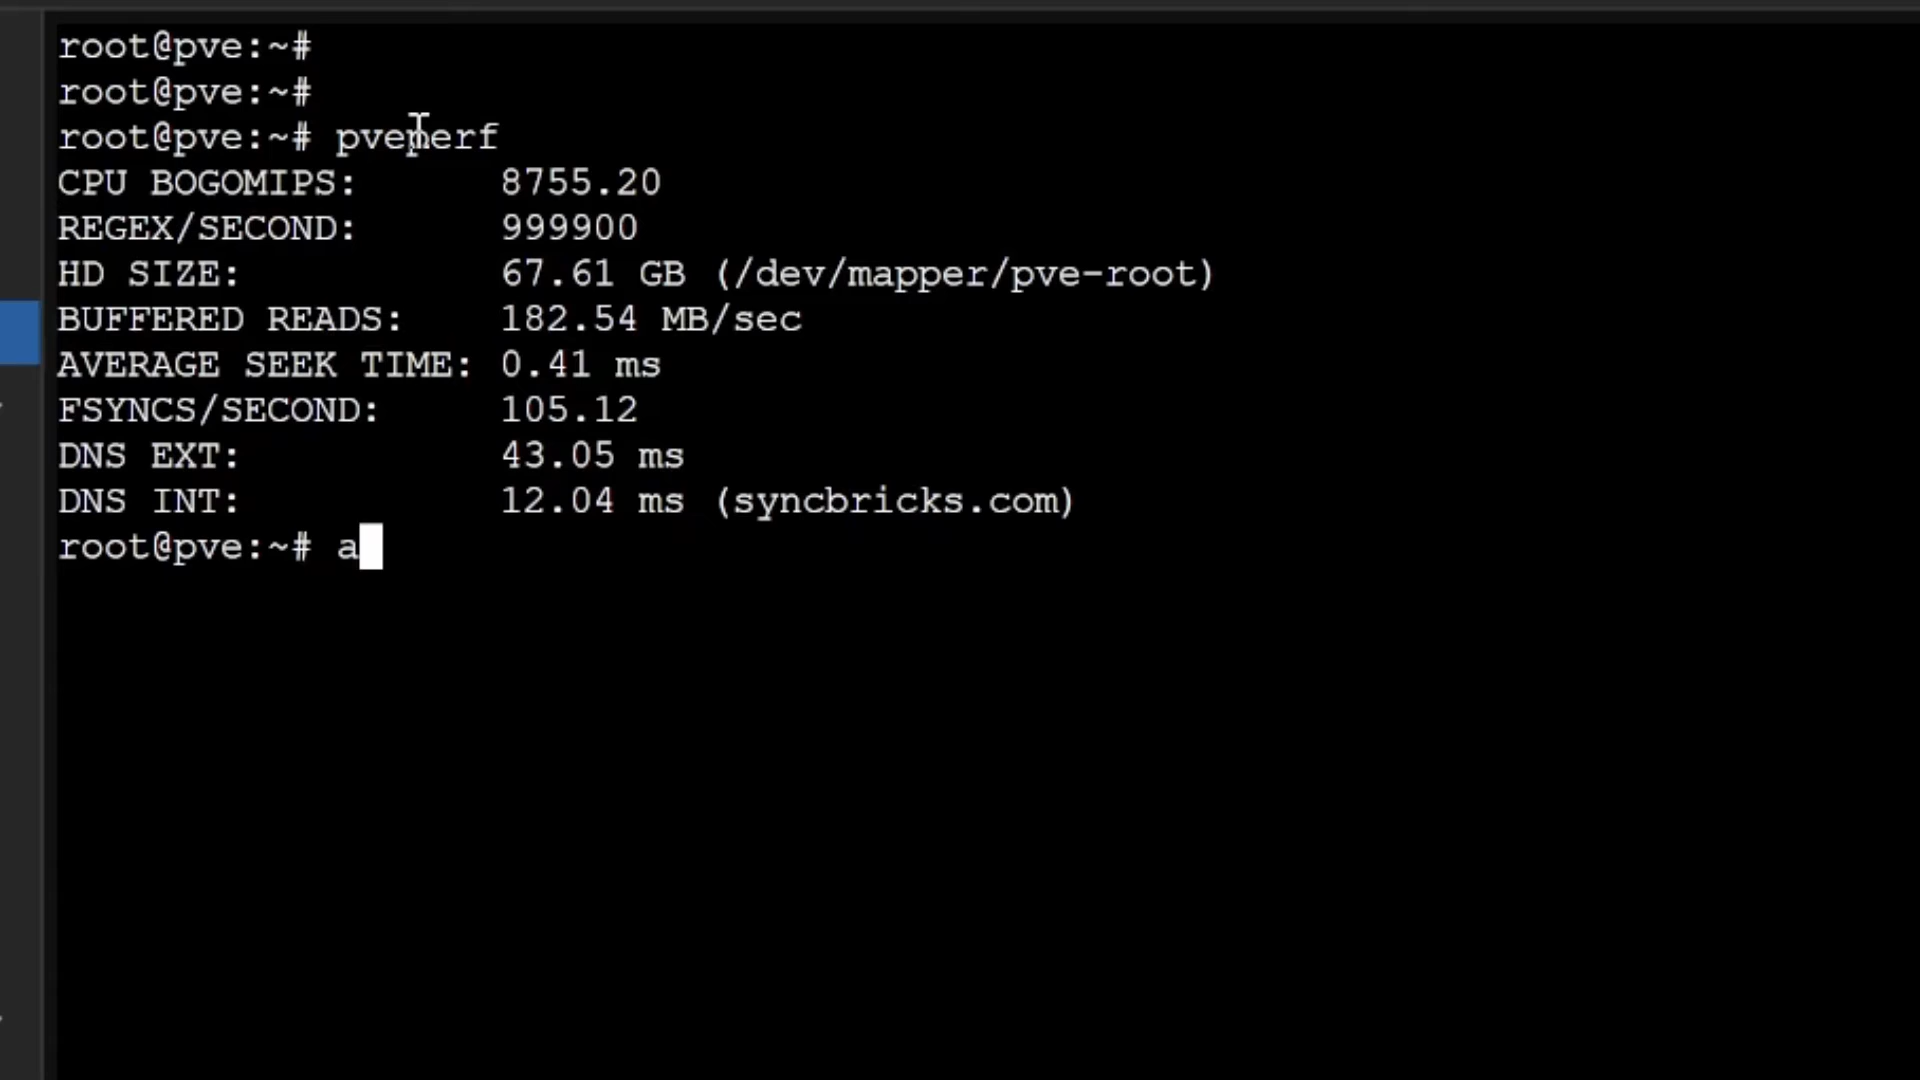 root@pve:~#
root@pve:~#
root@pve:~# pveperf
CPU BOGOMIPS: 8755.20
REGEX/SECOND: 999900
HD SIZE: 67.61 GB (/dev/mapper/pve-root)
BUFFERED READS: 182.54 MB/sec
AVERAGE SEEK TIME: 0.41 ms
FSYNCS/SECOND: 105.12
DNS EXT: 43.05 ms
DNS INT: 12.04 ms (syncbricks.com)
root@pve:~# a